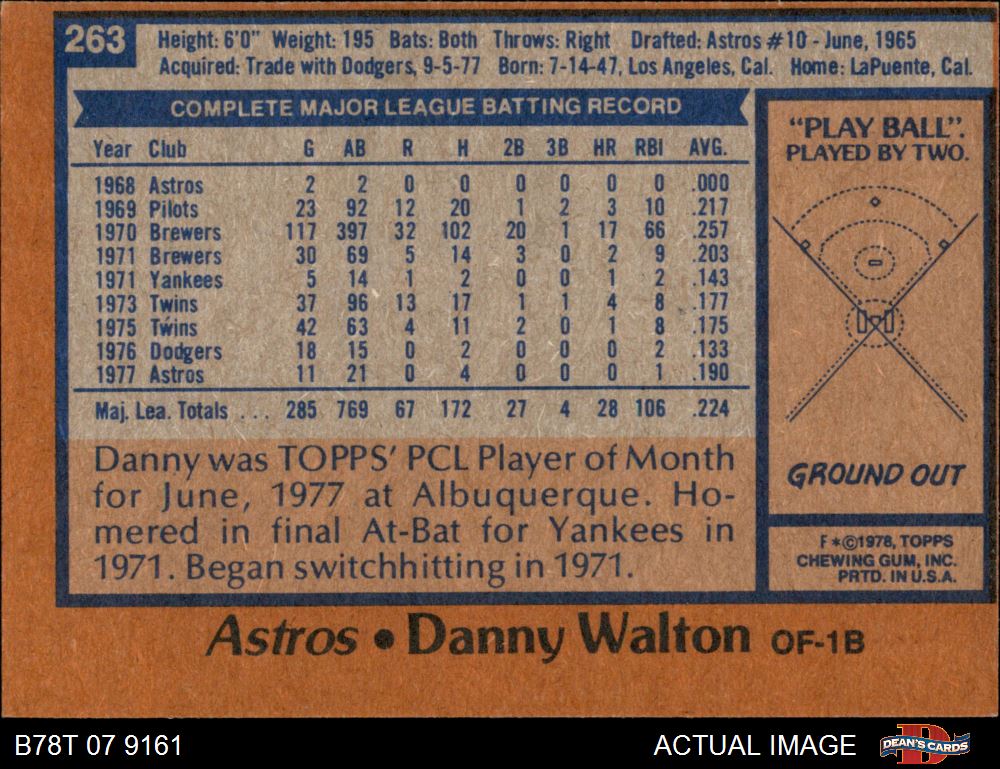 263
Height: 6'0" Weight: 195 Bats: Both Throws: Right Drafted: Astros #10 - June, 1965
Acquired: Trade with Dodgers, 9-5-77 Born: 7-14-47, Los Angeles, Cal. Home: LaPuente, Cal.
COMPLETE MAJOR LEAGUE BATTING RECORD
Year Club G AB R H 2B 3B HR RBI AVG.
1968 Astros 2 2 0 0 0 0 0 0 .000
1969 Pilots 23 92 12 20 1 2 3 10 .217
1970 Brewers 117 397 32 102 20 1 17 66 .257
1971 Brewers 30 69 5 14 3 0 2 9 .203
1971 Yankees 5 14 1 2 0 0 1 2 .143
1973 Twins 37 96 13 17 1 1 4 8 .177
1975 Twins 42 63 4 11 2 0 1 8 .175
1976 Dodgers 18 15 0 2 0 0 0 2 .133
1977 Astros 11 21 0 4 0 0 0 1 .190
Maj. Lea. Totals ... 285 769 67 172 27 4 28 106 .224
Danny was TOPPS' PCL Player of Month
for June, 1977 at Albuquerque. Ho-
mered in final At-Bat for Yankees in
1971. Began switchhitting in 1971.
"PLAY BALL".
PLAYED BY TWO.
GROUND OUT
F*©1978, TOPPS
CHEWING GUM, INC.
PRTD. IN U.S.A.
Astros • Danny Walton OF-1B
B78T 07 9161
ACTUAL IMAGE
DEAN'S CARDS